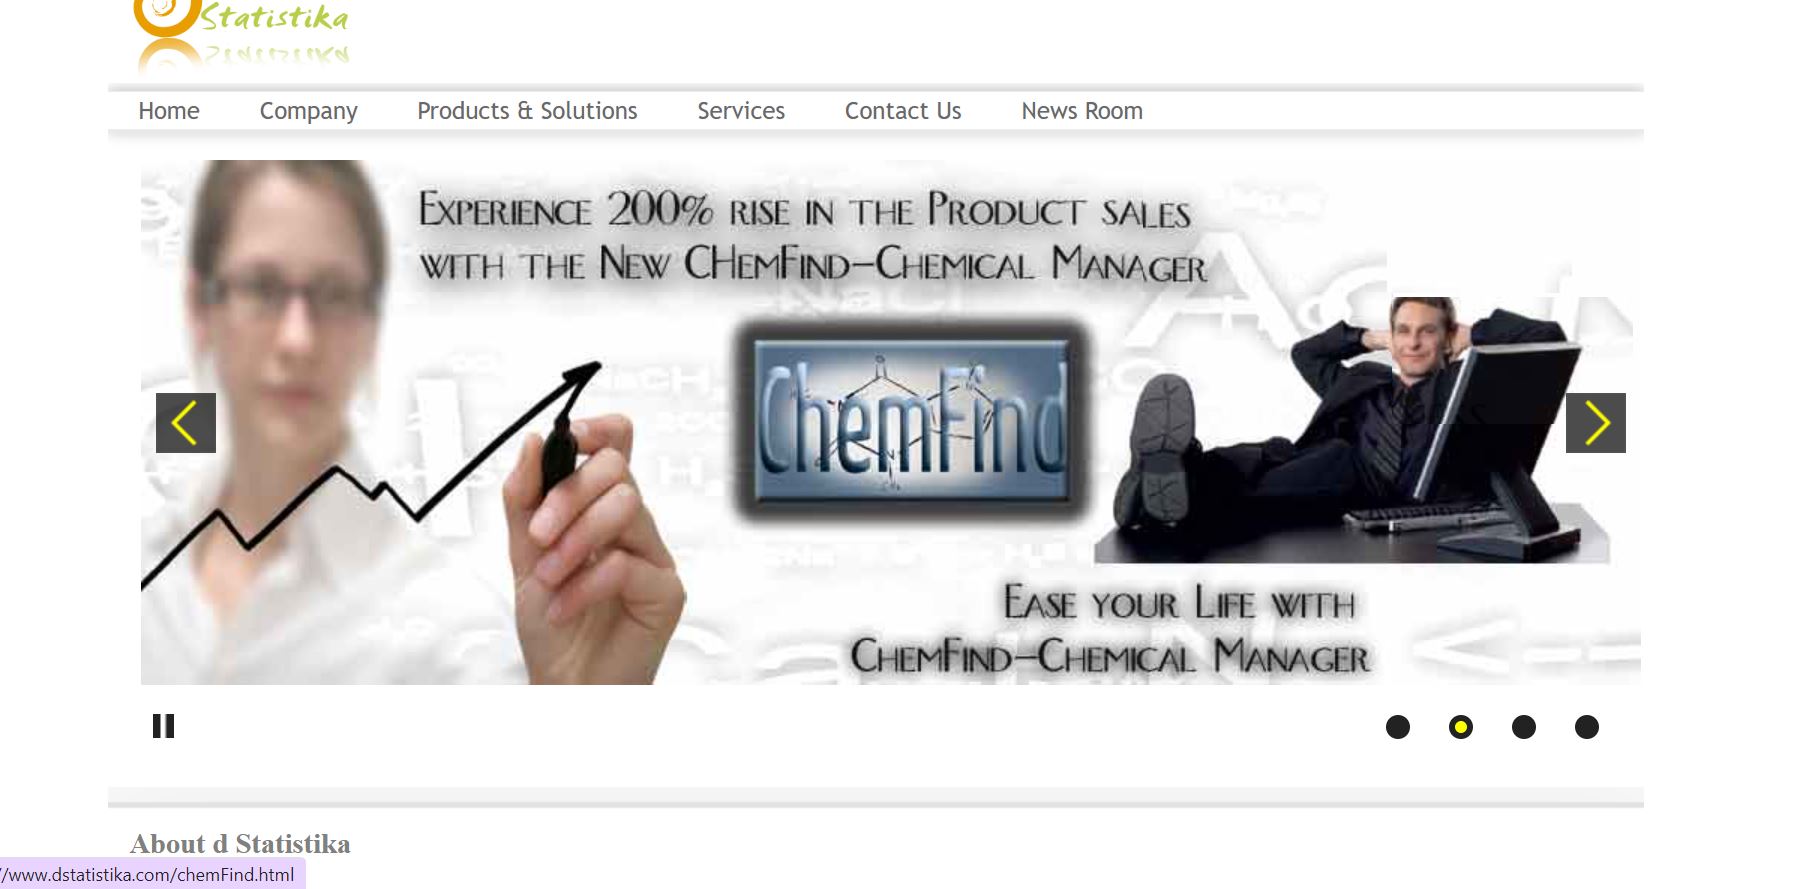 Statistika
Home Company Products & Solutions Services Contact Us News Room
Experience 200% rise in the Product sales
with the New CHemFind-Chemical Manager
ChemFind
Ease your Life with
ChemFind-Chemical Manager
About d Statistika
/www.dstatistika.com/chemFind.html